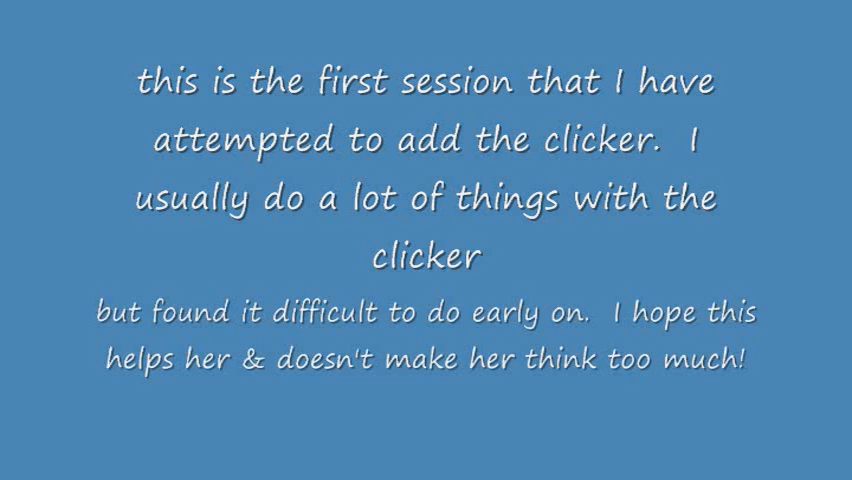 this is the first session that I have
attempted to add the clicker.  I
usually do a lot of things with the
clicker
but found it difficult to do early on.  I hope this
helps her & doesn't make her think too much!